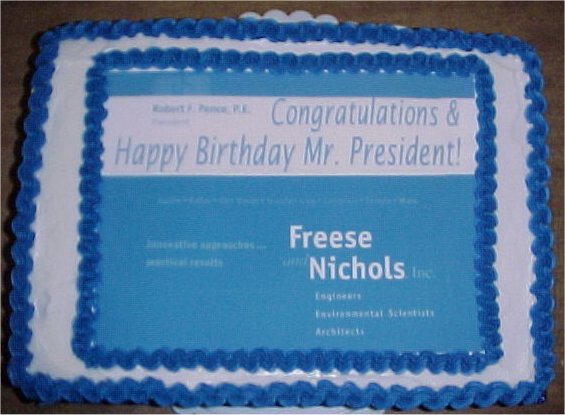 Robert F. Pence, P.E.
President
Congratulations &
Happy Birthday Mr. President!
Innovative approaches ...
practical results
Freese
and
Nichols, Inc.
Engineers
Environmental Scientists
Architects